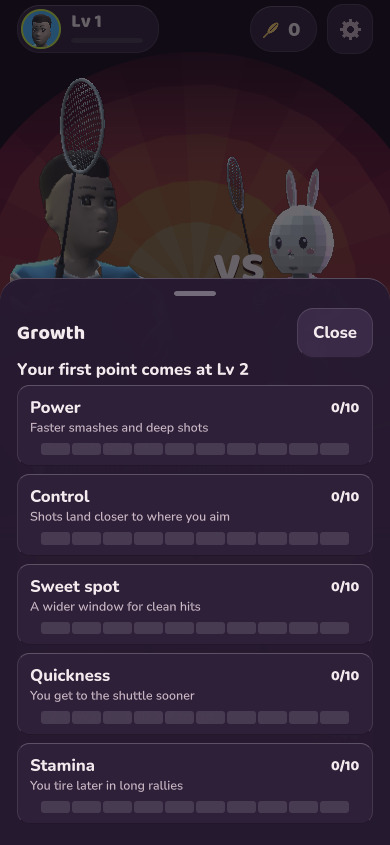 Lv 1
0
VS
Growth
Close
Your first point comes at Lv 2
Power
0/10
Faster smashes and deep shots
Control
0/10
Shots land closer to where you aim
Sweet spot
0/10
A wider window for clean hits
Quickness
0/10
You get to the shuttle sooner
Stamina
0/10
You tire later in long rallies